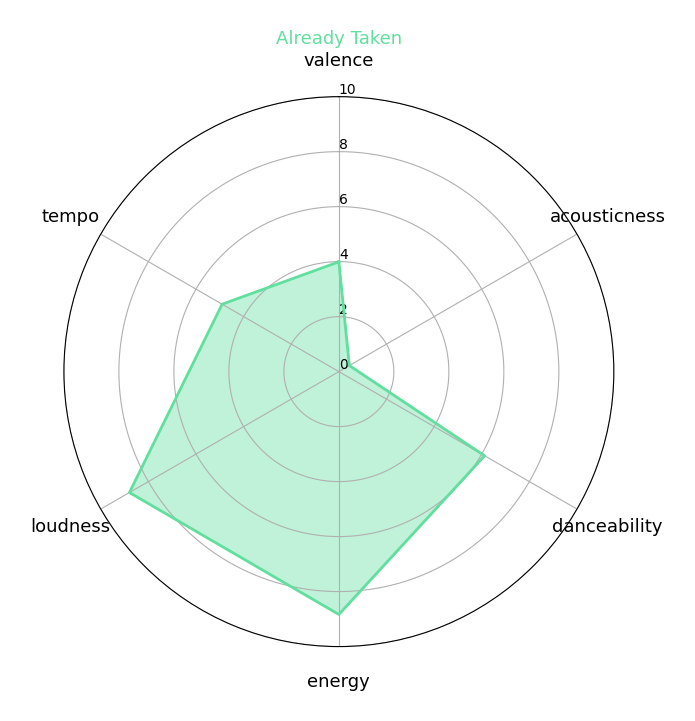 Already Taken
valence
10
8
tempo
6
acousticness
4
2
0
loudness
danceability
energy